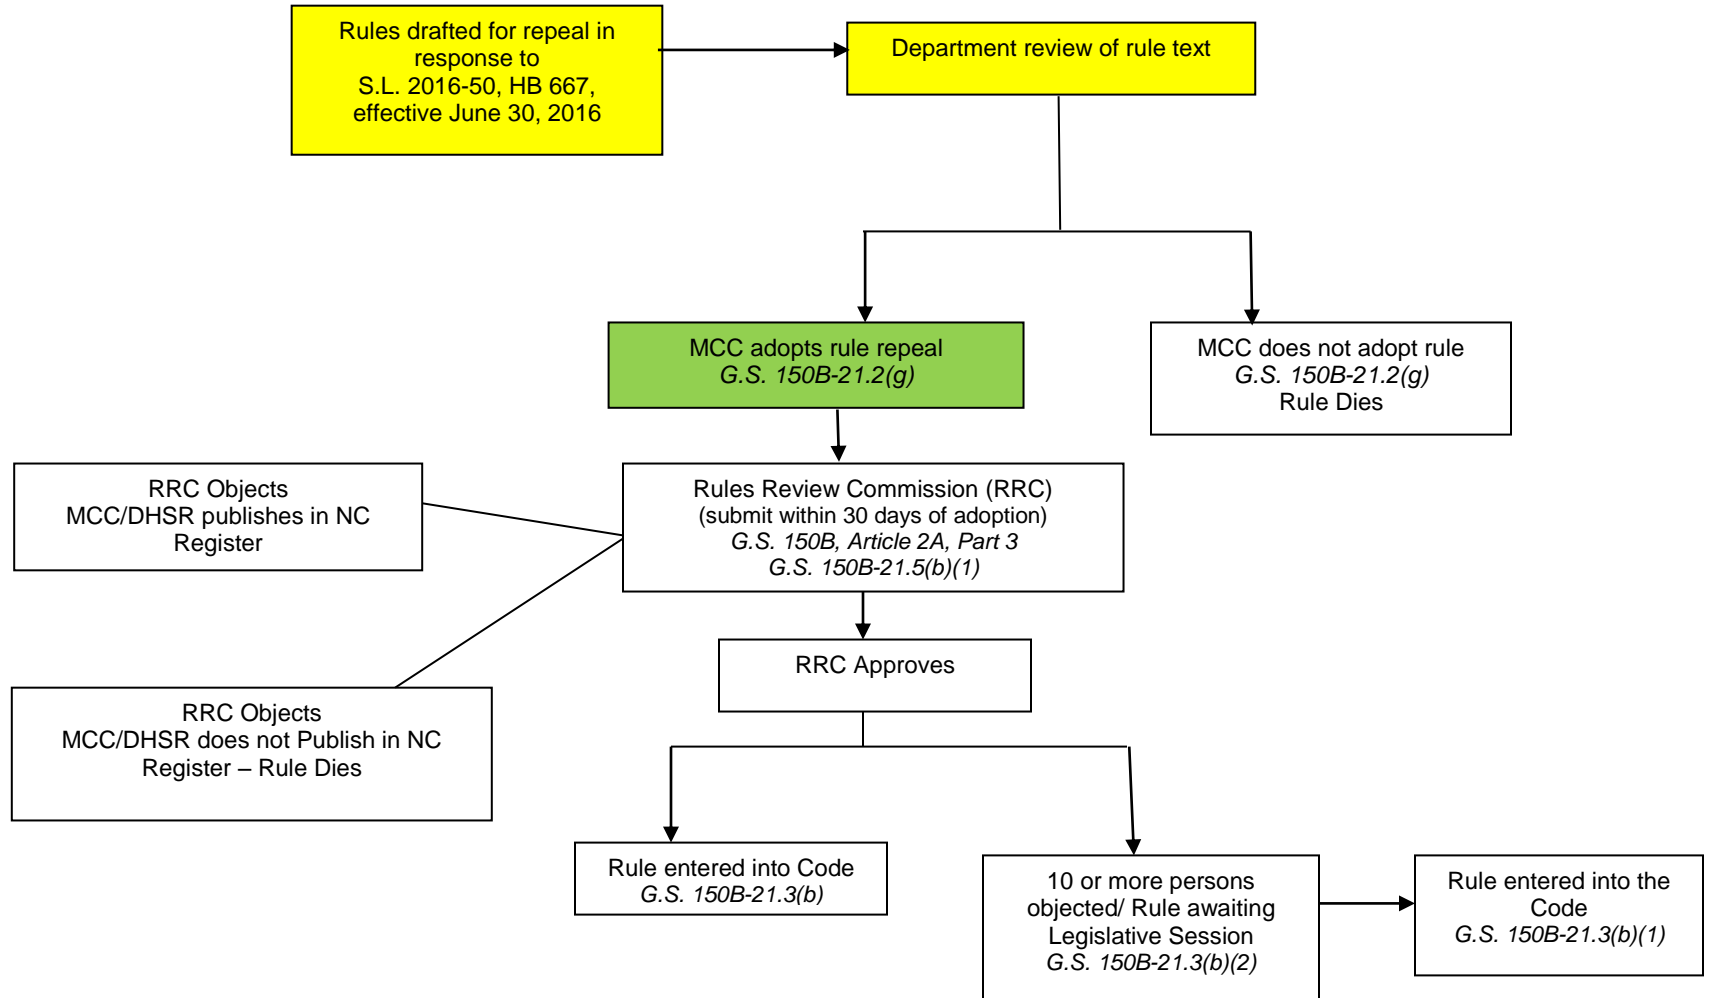 Rules drafted for repeal in
response to
S.L. 2016-50, HB 667,
effective June 30, 2016
Department review of rule text
MCC adopts rule repeal
G.S. 150B-21.2(g)
MCC does not adopt rule
G.S. 150B-21.2(g)
Rule Dies
RRC Objects
MCC/DHSR publishes in NC
Register
Rules Review Commission (RRC)
(submit within 30 days of adoption)
G.S. 150B, Article 2A, Part 3
G.S. 150B-21.5(b)(1)
RRC Approves
RRC Objects
MCC/DHSR does not Publish in NC
Register – Rule Dies
Rule entered into Code
G.S. 150B-21.3(b)
10 or more persons
objected/ Rule awaiting
Legislative Session
G.S. 150B-21.3(b)(2)
Rule entered into the
Code
G.S. 150B-21.3(b)(1)